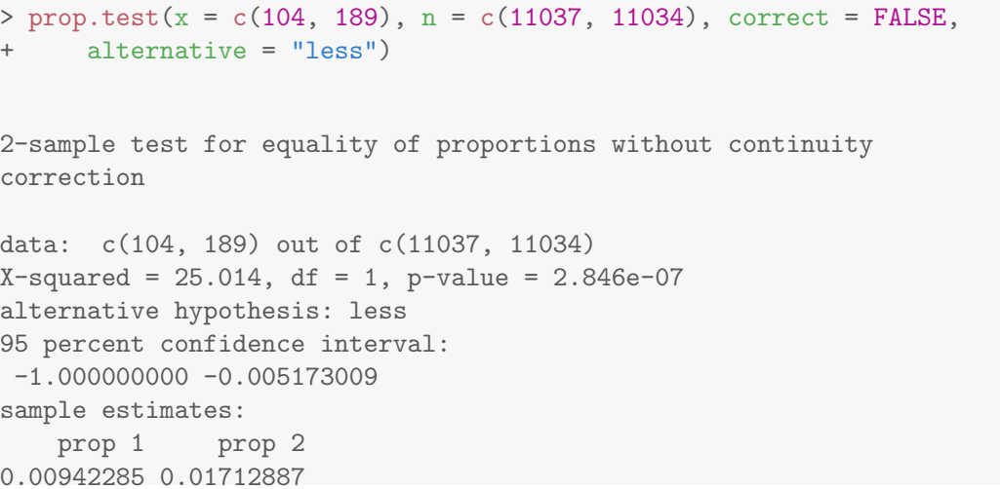 > prop.test(x = c(104, 189), n = c(11037, 11034), correct = FALSE,
+     alternative = "less")
2-sample test for equality of proportions without continuity
correction
data:  c(104, 189) out of c(11037, 11034)
X-squared = 25.014, df = 1, p-value = 2.846e-07
alternative hypothesis: less
95 percent confidence interval:
 -1.000000000 -0.005173009
sample estimates:
    prop 1     prop 2
0.00942285 0.01712887